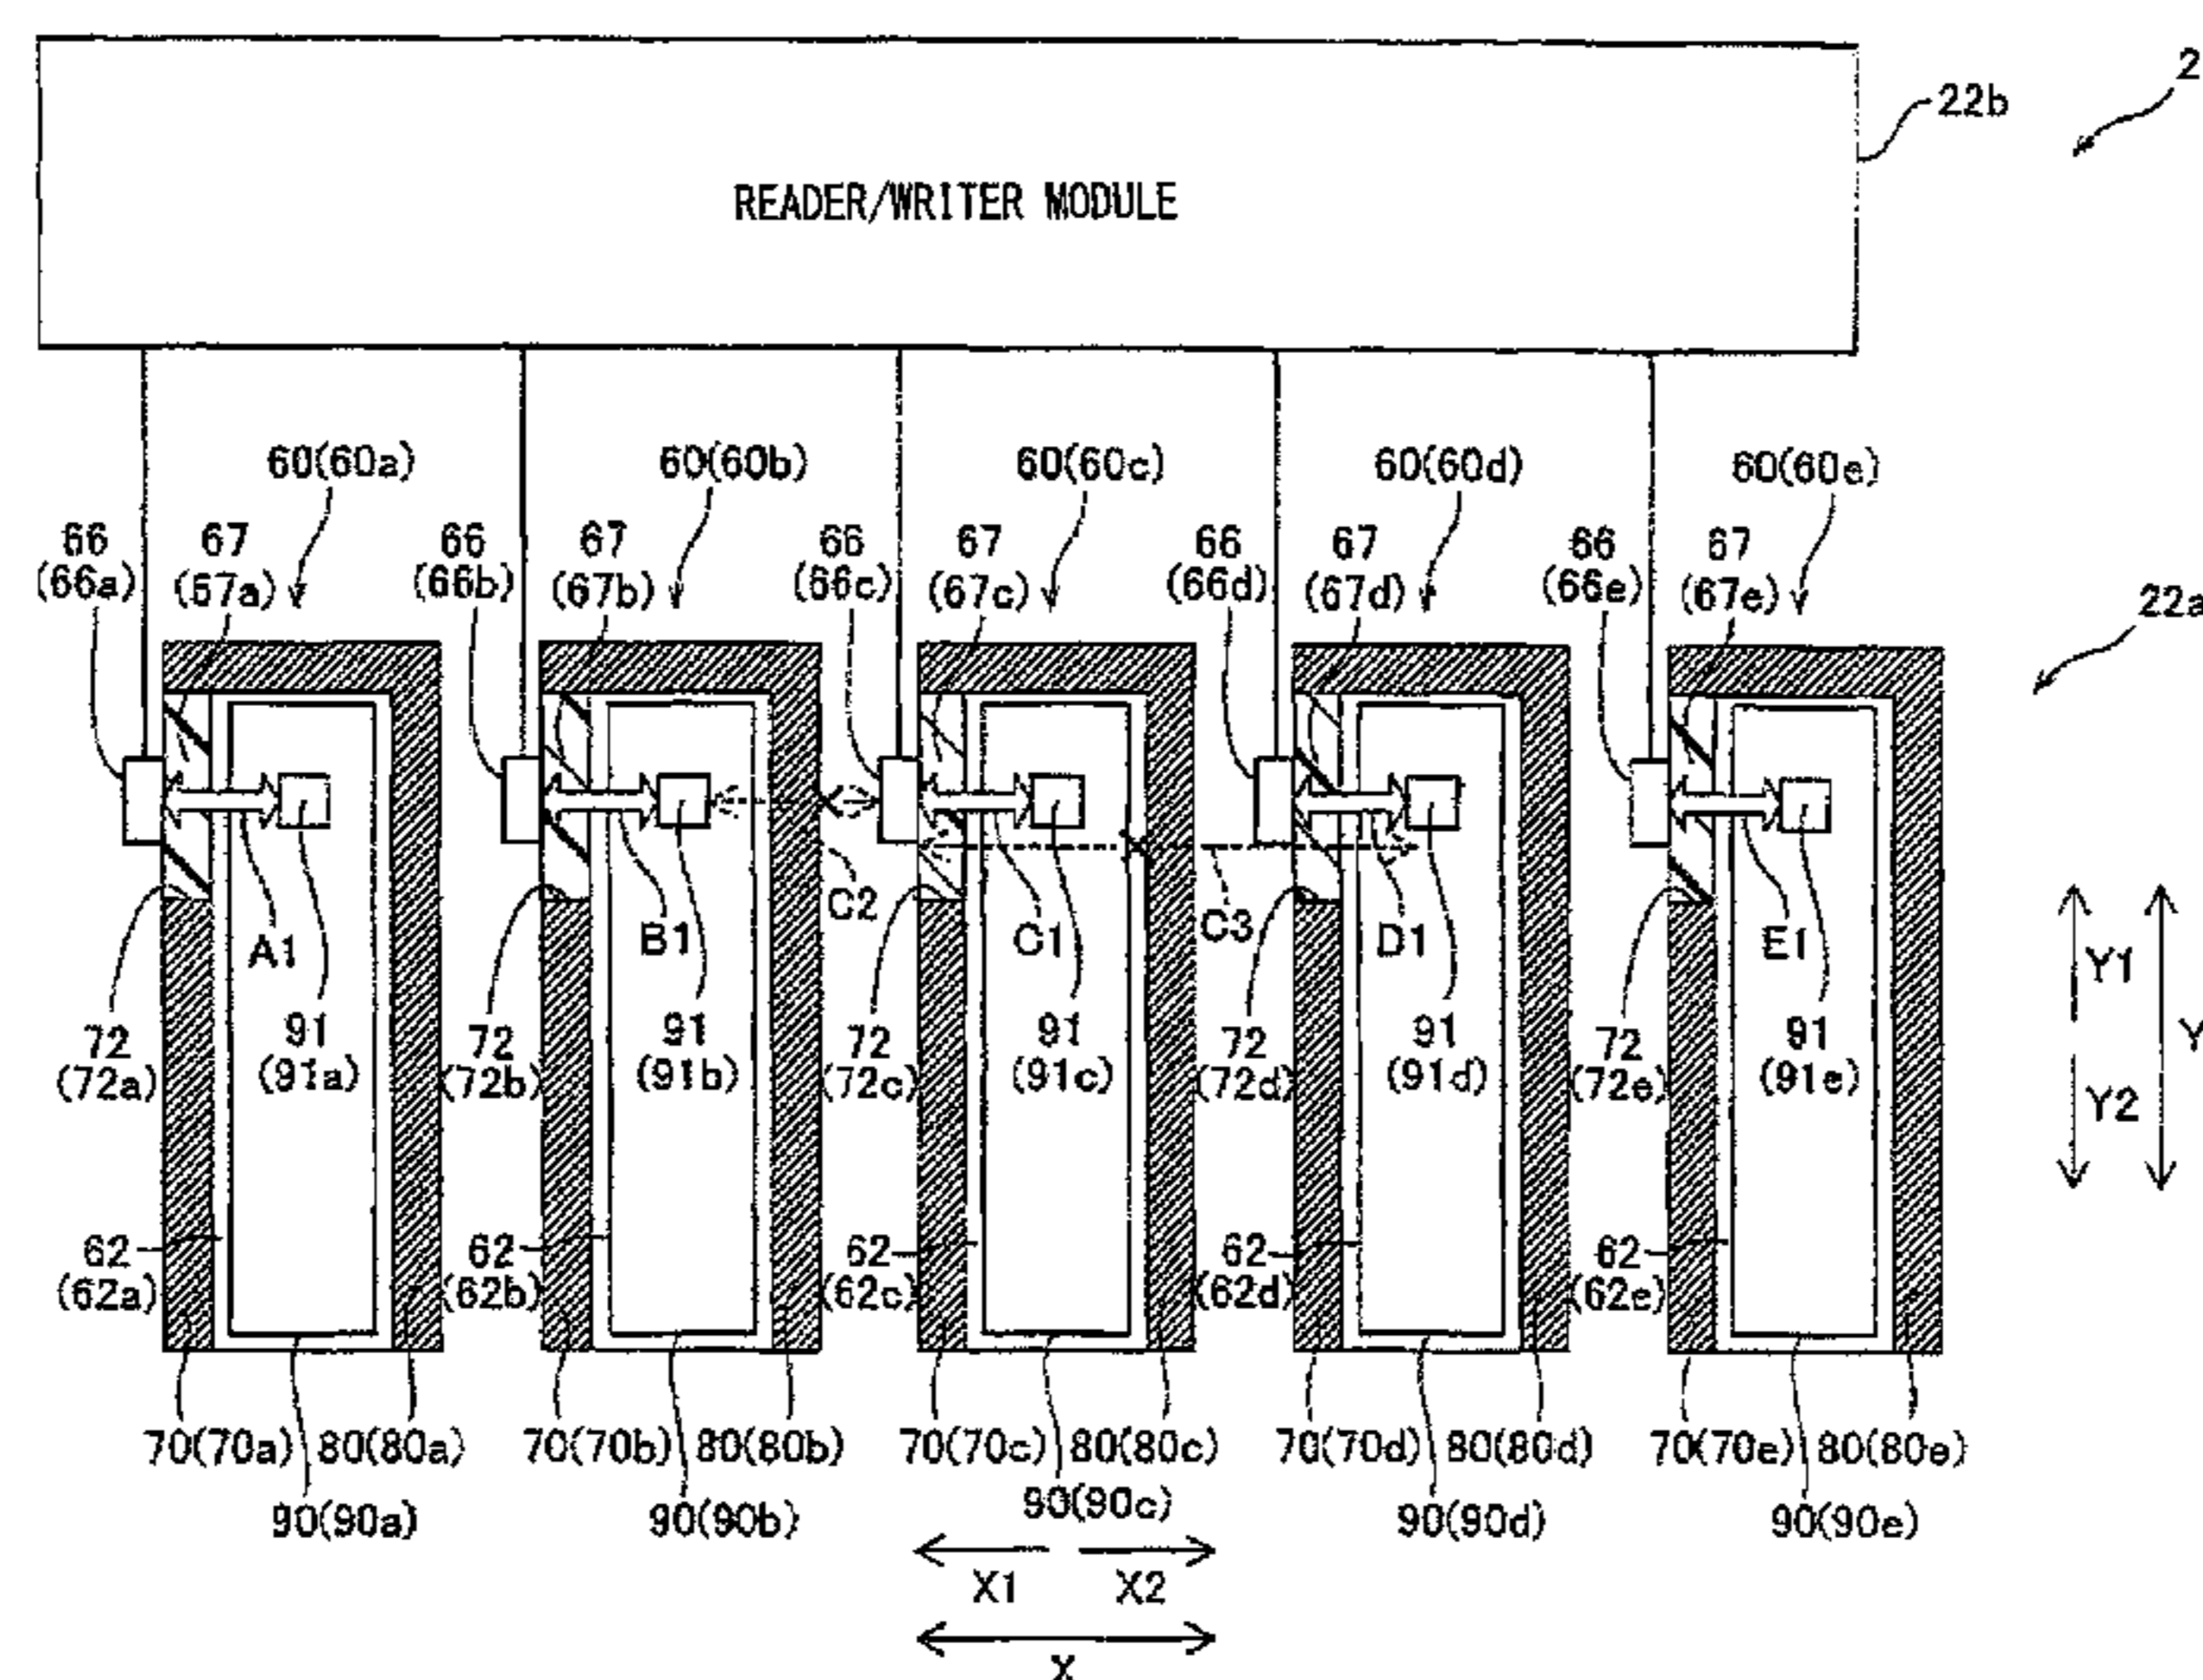 2
22b
READER/WRITER MODULE
60(60a) 60(60b) 60(60c) 60(60d) 60(60e)
66 67 66 67 66 67 66 67 66 67
(66a) (67a) (66b) (67b) (66c) (67c) (66d) (67d) (66e) (67e)
22a
A1 B1 C2 C1 C3 D1 E1
Y1
72 91 72 91 72 91 72 91 72 91 Y
(72a) (91a) (72b) (91b) (72c) (91c) (72d) (91d) (72e) (91e)
Y2
62 62 62 62 62
(62a) (62b) (62c) (62d) (62e)
70(70a) 80(80a) 70(70b) 80(80b) 70(70c) 80(80c) 70(70d) 80(80d) 70(70e) 80(80e)
90(90a) 90(90b) 90(90c) 90(90d) 90(90e)
X1 X2
X